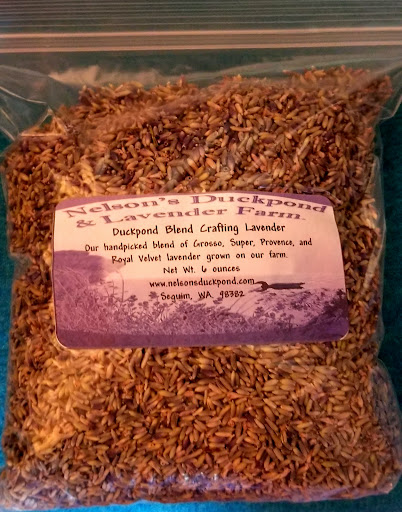 Nelson's Duckpond
& Lavender Farm™
Duckpond Blend Crafting Lavender
Our handpicked blend of Grosso, Super, Provence, and
Royal Velvet lavender grown on our farm.
Net Wt. 6 ounces
www.nelsonsduckpond.com
Sequim, WA 98382